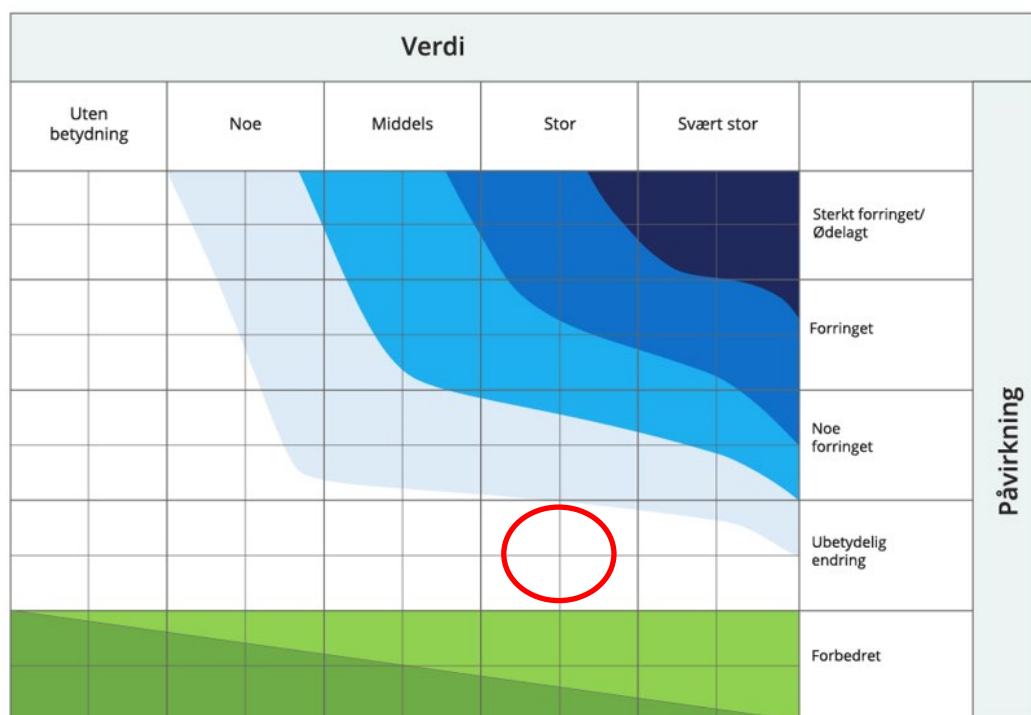 Verdi
Uten
betydning
Noe
Middels
Stor
Svært stor
Sterkt forringet/
Ødelagt
Forringet
Noe
forringet
Ubetydelig
endring
Forbedret
Påvirkning